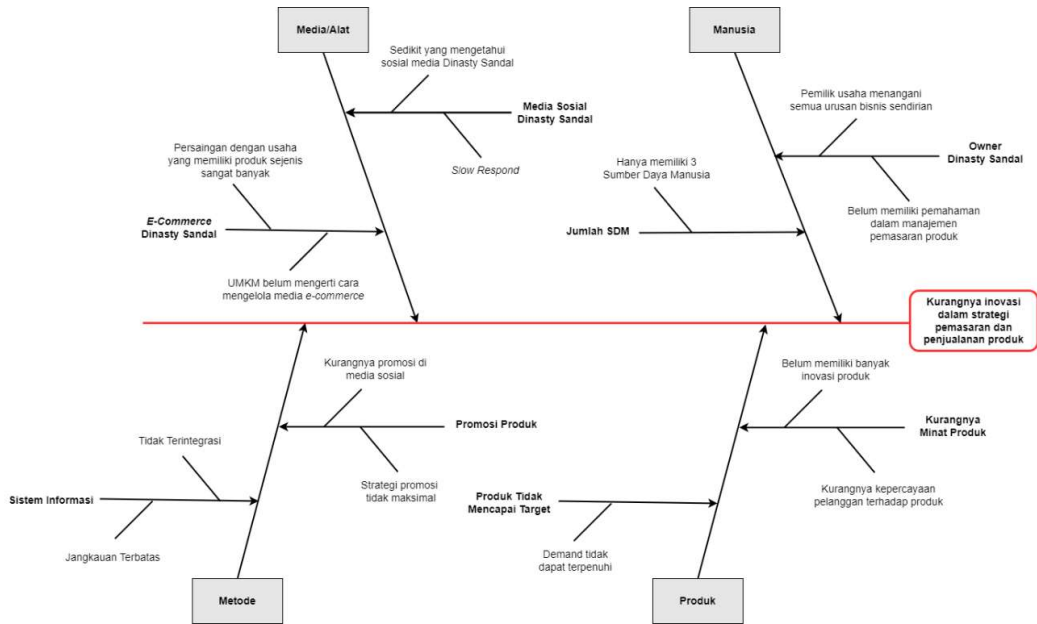 Media/Alat
Manusia
Sedikit yang mengetahui
sosial media Dinasty Sandal
Media Sosial
Dinasty Sandal
Slow Respond
Persaingan dengan usaha
yang memiliki produk sejenis
sangat banyak
E-Commerce
Dinasty Sandal
UMKM belum mengerti cara
mengelola media e-commerce
Pemilik usaha menangani
semua urusan bisnis sendirian
Owner
Dinasty Sandal
Belum memiliki pemahaman
dalam manajemen
pemasaran produk
Hanya memiliki 3
Sumber Daya Manusia
Jumlah SDM
Kurangnya inovasi
dalam strategi
pemasaran dan
penjualanan produk
Kurangnya promosi di
media sosial
Promosi Produk
Strategi promosi
tidak maksimal
Tidak Terintegrasi
Sistem Informasi
Jangkauan Terbatas
Belum memiliki banyak
inovasi produk
Kurangnya
Minat Produk
Kurangnya kepercayaan
pelanggan terhadap produk
Produk Tidak
Mencapai Target
Demand tidak
dapat terpenuhi
Metode
Produk